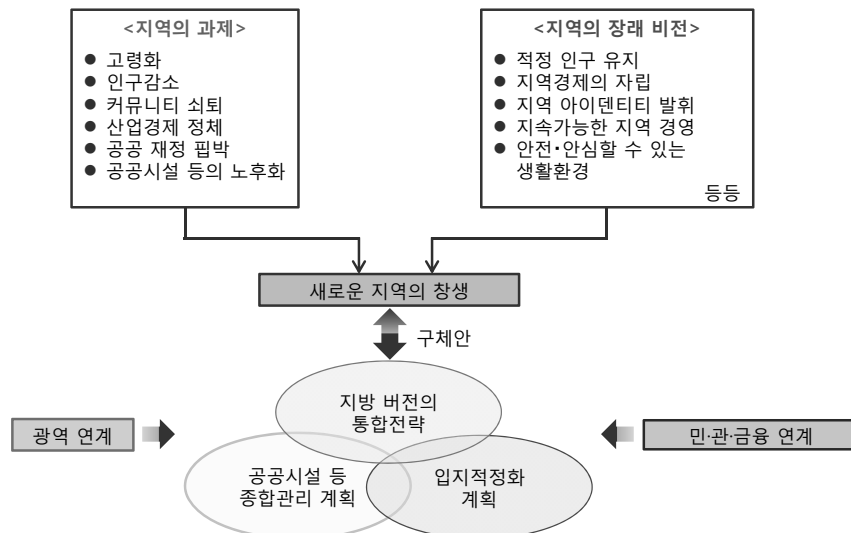 <지역의 과제>
● 고령화
● 인구감소
● 커뮤니티 쇠퇴
● 산업경제 정체
● 공공 재정 핍박
● 공공시설 등의 노후화
<지역의 장래 비전>
● 적정 인구 유지
● 지역경제의 자립
● 지역 아이덴티티 발휘
● 지속가능한 지역 경영
● 안전·안심할 수 있는
생활환경
등등
새로운 지역의 창생
구체안
지방 버전의
통합전략
광역 연계
민·관·금융 연계
공공시설 등
종합관리 계획
입지적정화
계획